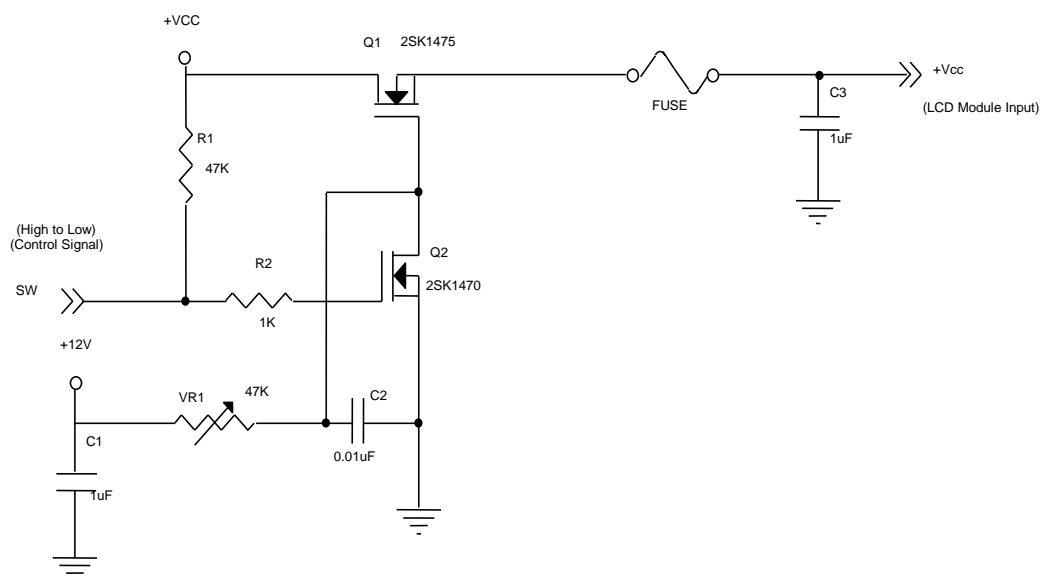 +VCC
Q1 2SK1475
+Vcc
FUSE
C3
(LCD Module Input)
R1
1uF
47K
(High to Low)
(Control Signal)
Q2
R2
SW
2SK1470
1K
+12V
VR1
47K
C2
C1
0.01uF
1uF